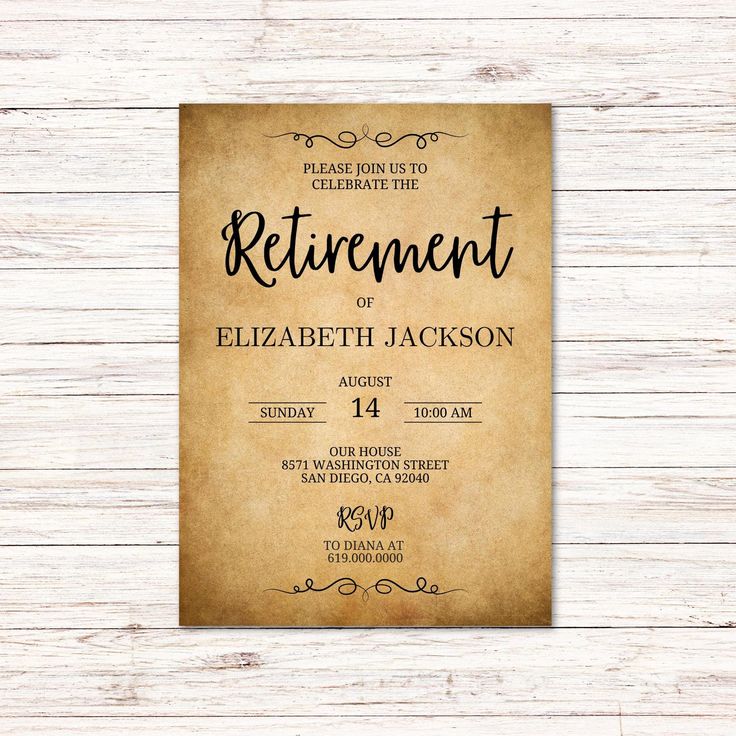 PLEASE JOIN US TO
CELEBRATE THE
Retirement
OF
ELIZABETH JACKSON
AUGUST
SUNDAY 14 10:00 AM
OUR HOUSE
8571 WASHINGTON STREET
SAN DIEGO, CA 92040
RSVP
TO DIANA AT
619.000.0000